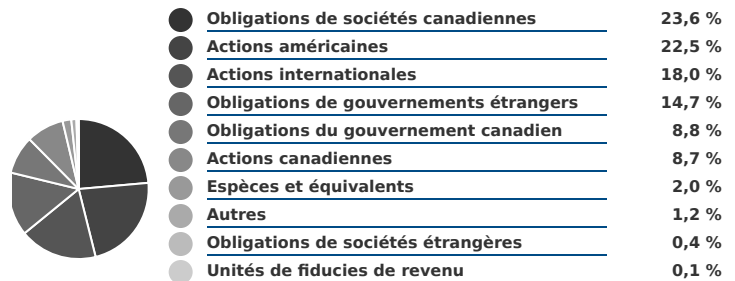 Obligations de sociétés canadiennes 23,6 %
Actions américaines 22,5 %
Actions internationales 18,0 %
Obligations de gouvernements étrangers 14,7 %
Obligations du gouvernement canadien 8,8 %
Actions canadiennes 8,7 %
Espèces et équivalents 2,0 %
Autres 1,2 %
Obligations de sociétés étrangères 0,4 %
Unités de fiducies de revenu 0,1 %